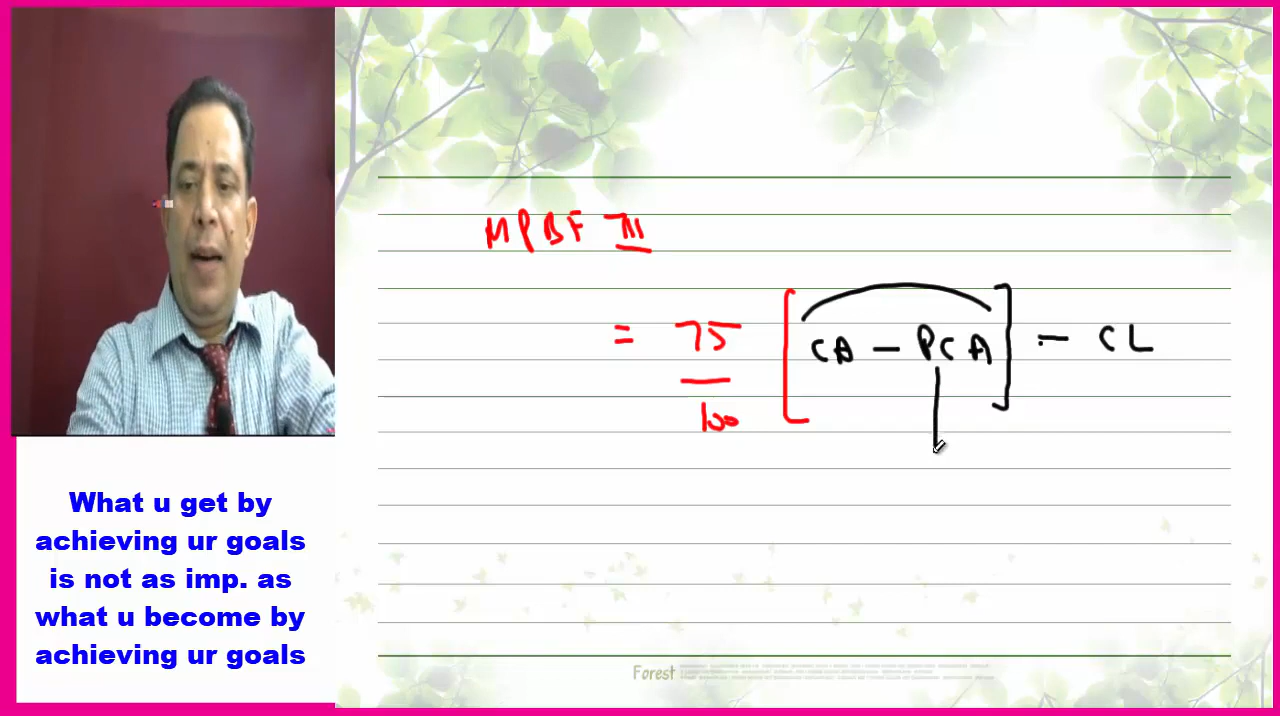 MPBF III
= 75/100 [CA - PCA] - CL
What u get by
achieving ur goals
is not as imp. as
what u become by
achieving ur goals
Forest